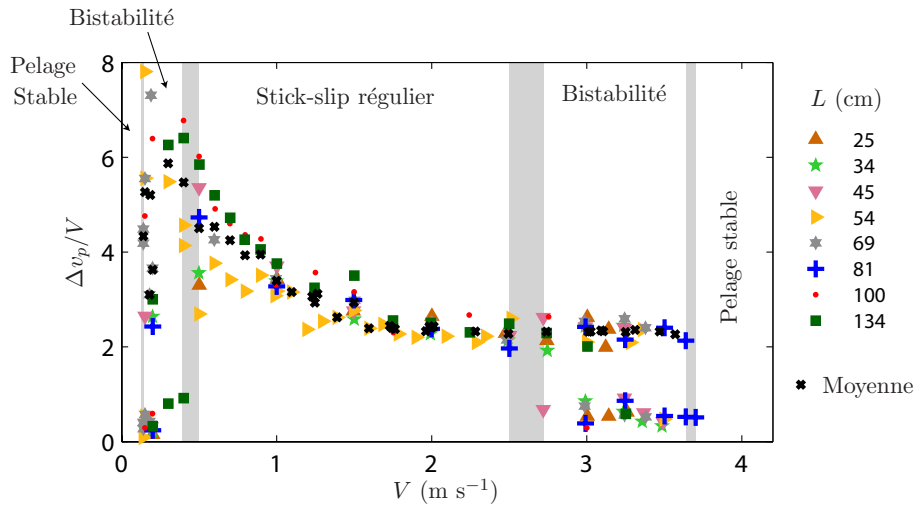 Bistabilité
Pelage
Stable
Stick-slip régulier
Bistabilité
Pelage stable
Δv_p/V
8
6
4
2
0
0
1
2
3
4
V (m s⁻¹)
L (cm)
25
34
45
54
69
81
100
134
Moyenne